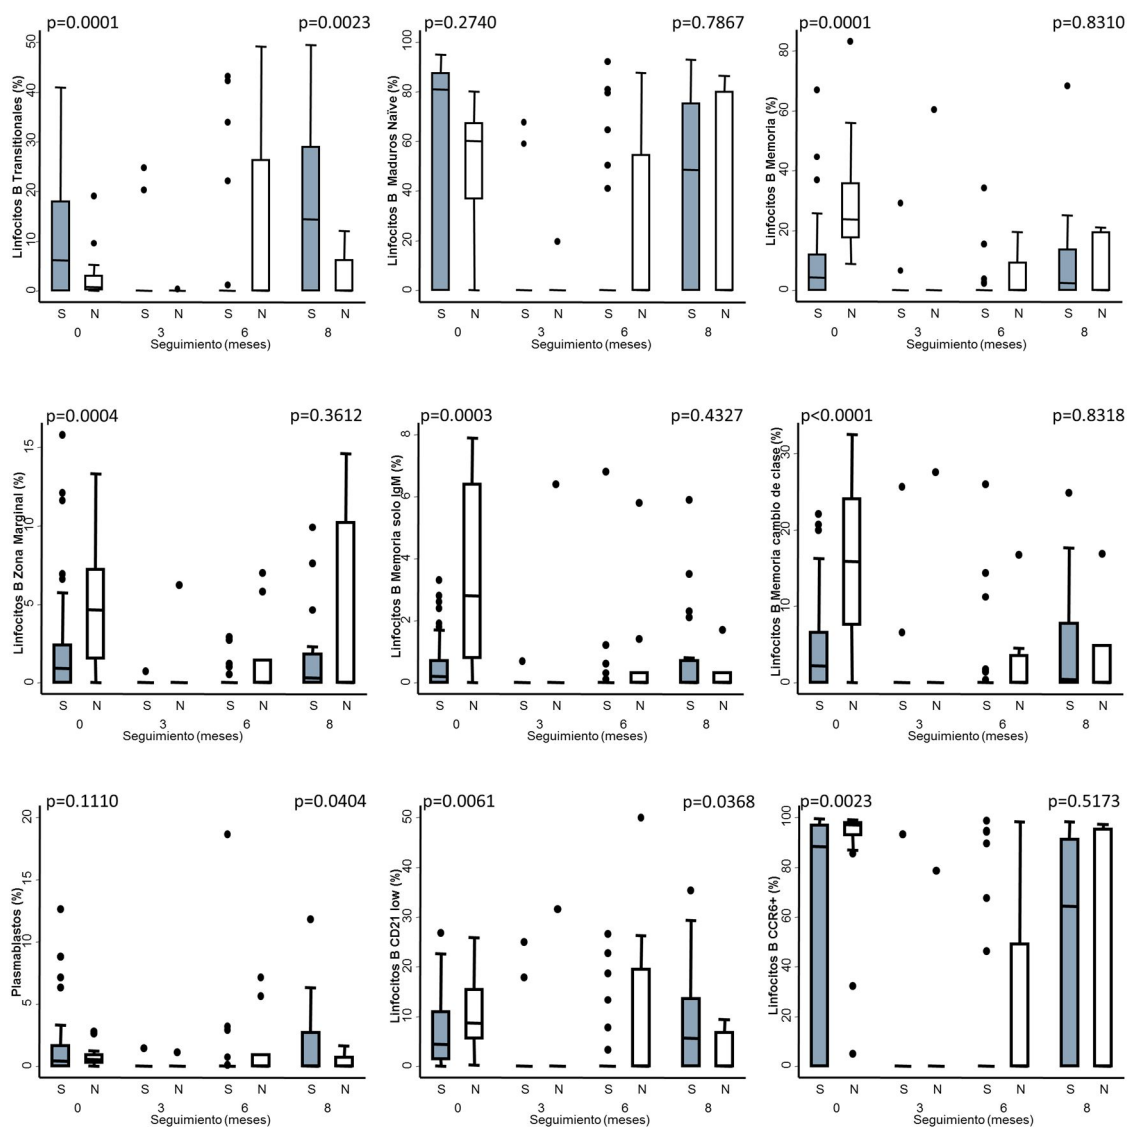 p=0.0001 p=0.0023
Linfocitos B Transitionales (%)
50
40
30
20
10
0
S N S N S N S N
0 3 6 8
Seguimiento (meses)
p=0.2740 p=0.7867
Linfocitos B Maduros Naïve (%)
100
80
60
40
20
0
S N S N S N S N
0 3 6 8
Seguimiento (meses)
p=0.0001 p=0.8310
Linfocitos B Memoria (%)
80
60
40
20
0
S N S N S N S N
0 3 6 8
Seguimiento (meses)
p=0.0004 p=0.3612
Linfocitos B Zona Marginal (%)
15
10
5
0
S N S N S N S N
0 3 6 8
Seguimiento (meses)
p=0.0003 p=0.4327
Linfocitos B Memoria solo IgM (%)
8
6
4
2
0
S N S N S N S N
0 3 6 8
Seguimiento (meses)
p<0.0001 p=0.8318
Linfocitos B Memoria cambio de clase (%)
30
20
10
0
S N S N S N S N
0 3 6 8
Seguimiento (meses)
p=0.1110 p=0.0404
Plasmablastos (%)
20
15
10
5
0
S N S N S N S N
0 3 6 8
Seguimiento (meses)
p=0.0061 p=0.0368
Linfocitos B CD21 low (%)
50
40
30
20
10
0
S N S N S N S N
0 3 6 8
Seguimiento (meses)
p=0.0023 p=0.5173
Linfocitos B CCR6+ (%)
100
80
60
40
20
0
S N S N S N S N
0 3 6 8
Seguimiento (meses)